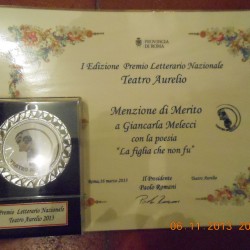 PROVINCIA
DI ROMA
I Edizione Premio Letterario Nazionale
Teatro Aurelio
Menzione di Merito
a Giancarla Melecci
con la poesia
"La figlia che non fu"
Roma 24 marzo 2013
Il Presidente
Teatro Aurelio
Paolo Romani
Premio Letterario Nazionale
Teatro Aurelio 2013
06-11-2013